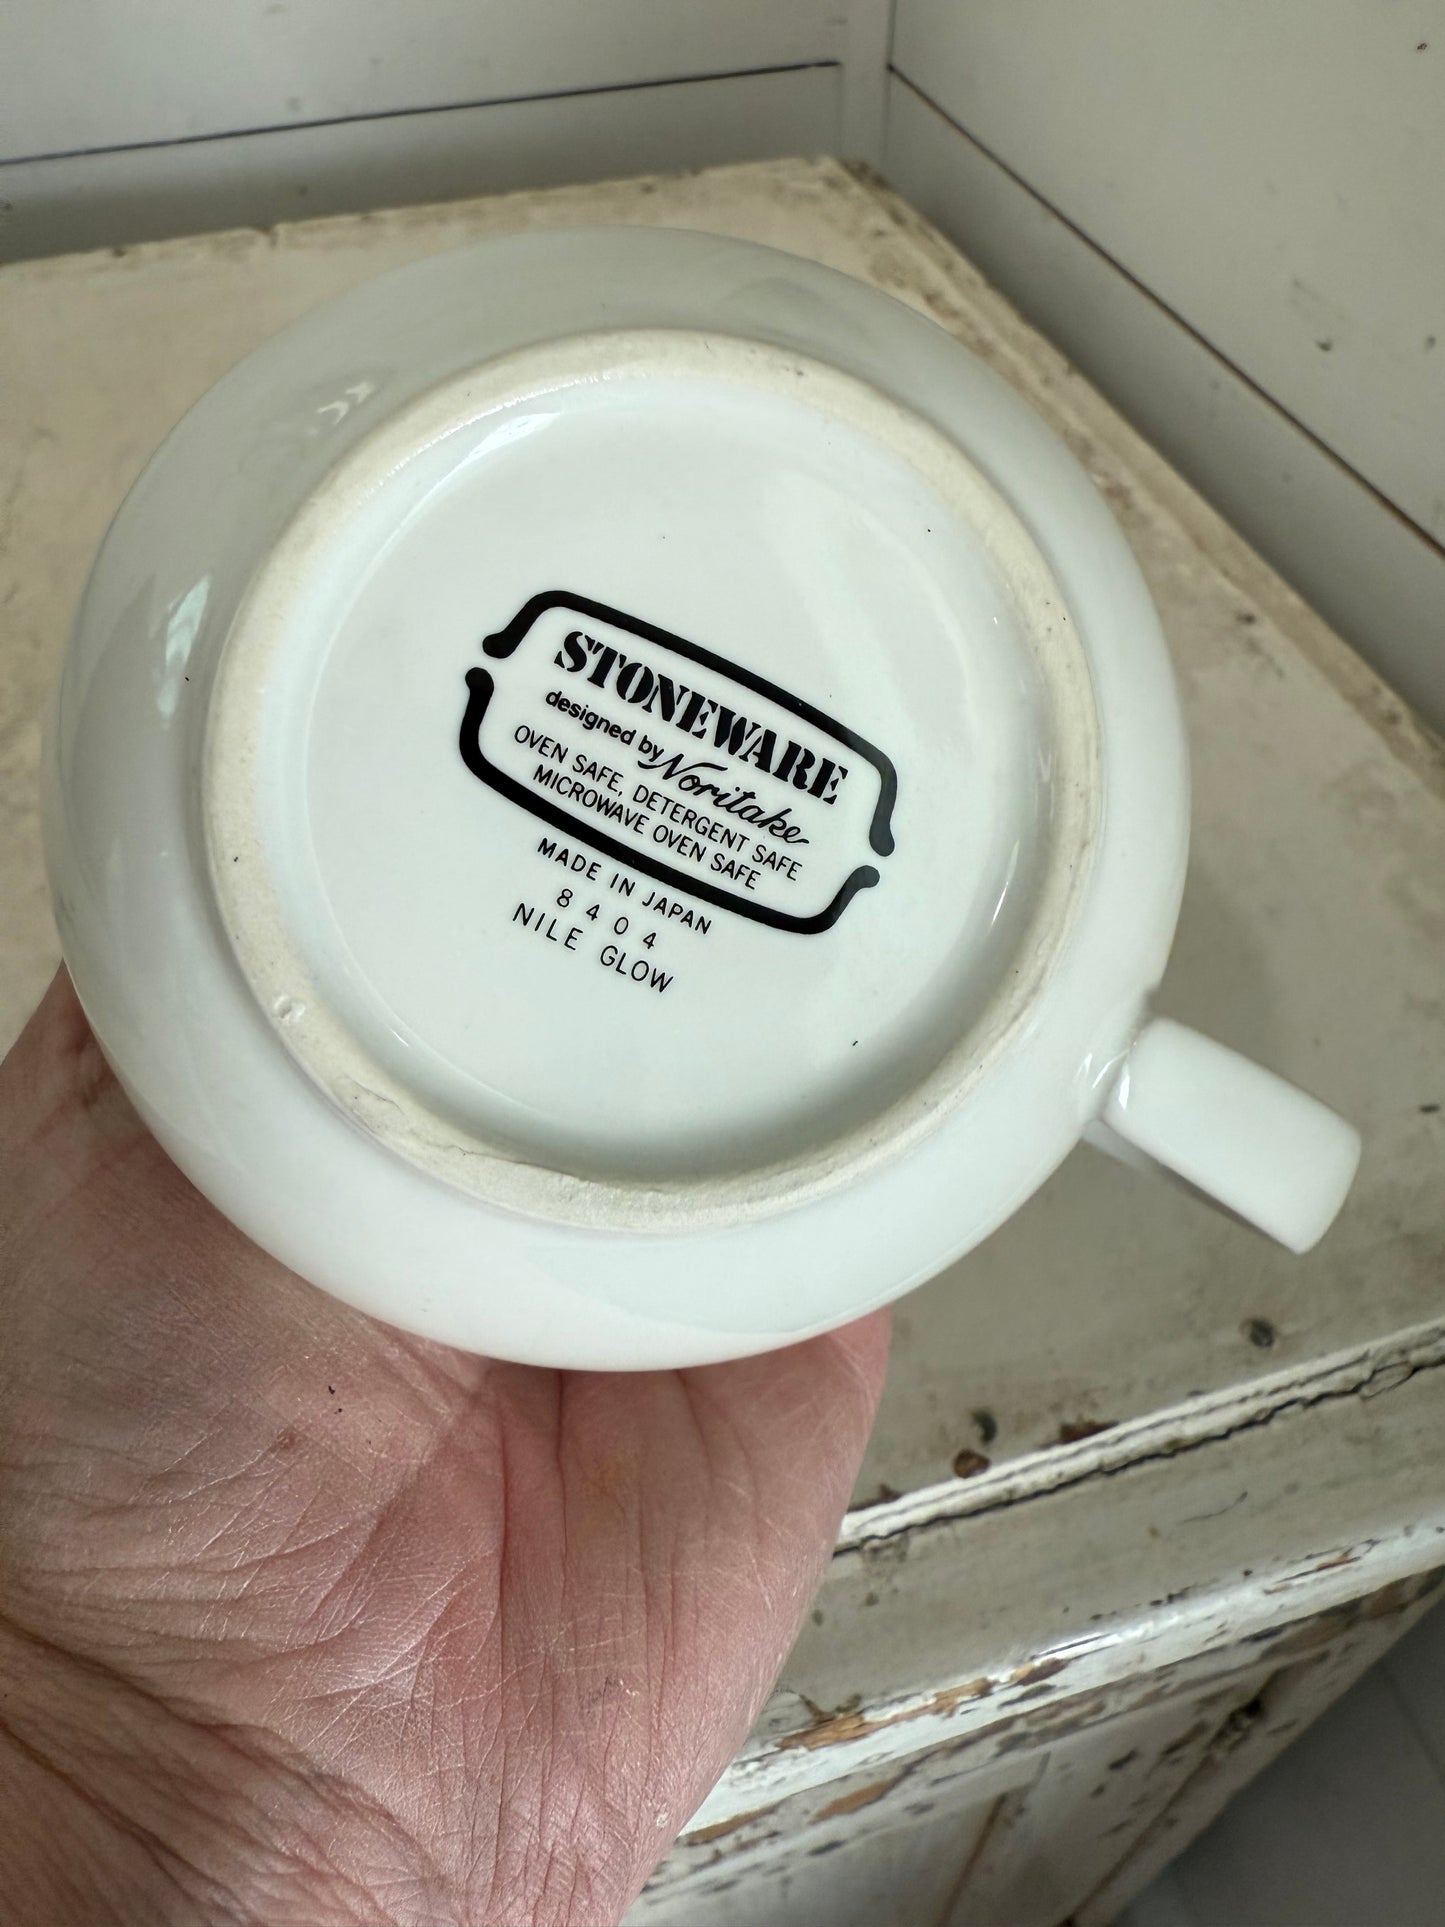 STONEWARE
designed by Noritake
OVEN SAFE, DETERGENT SAFE
MICROWAVE OVEN SAFE
MADE IN JAPAN
8404
NILE GLOW